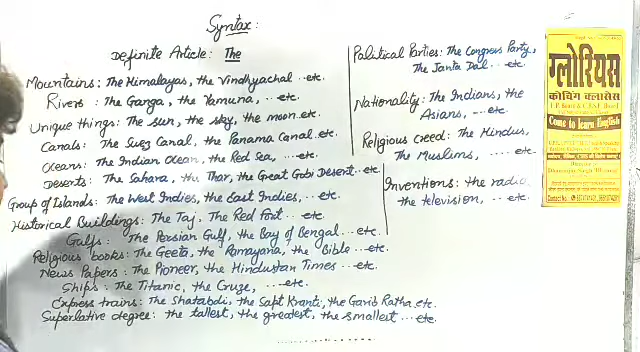 Syntax:
Definite Article: The
Mountains: The Himalayas, the Vindhyachal ...etc.
Rivers : The Ganga, the Yamuna, ...etc.
Unique things: The sun, the sky, the moon.etc.
Canals: The Suez Canal, the Panama Canal.etc.
Oceans: The Indian Ocean, the Red Sea, ....etc.
Deserts: The Sahara, the Thar, the Great Gobi Desert...etc
Group of Islands: The West Indies, the East Indies,...etc.
Historical Buildings: The Taj, The Red Fort ...etc
Gulfs: The Persian Gulf, the Bay of Bengal...etc.
Religious books: The Geeta, the Ramayana, the Bible ...etc.
News Papers: The Pioneer, the Hindustan Times ...etc.
Ships: The Titanic, the Cruze, ....etc.
Express trains: The Shatabdi, the Sapt Kranti, the Garib Ratha.etc.
Superlative degree: the tallest, the greatest, the smallest ...etc.
Political Parties: The Congress Party,
The Janta Dal...etc.
Nationality: The Indians, the
Asians, ...etc.
Religious creed: The Hindus,
The Muslims, .....etc.
Inventions: the radio,
the television, ...etc.
ग्लोरियस
कोचिंग क्लासेस
Come to learn English